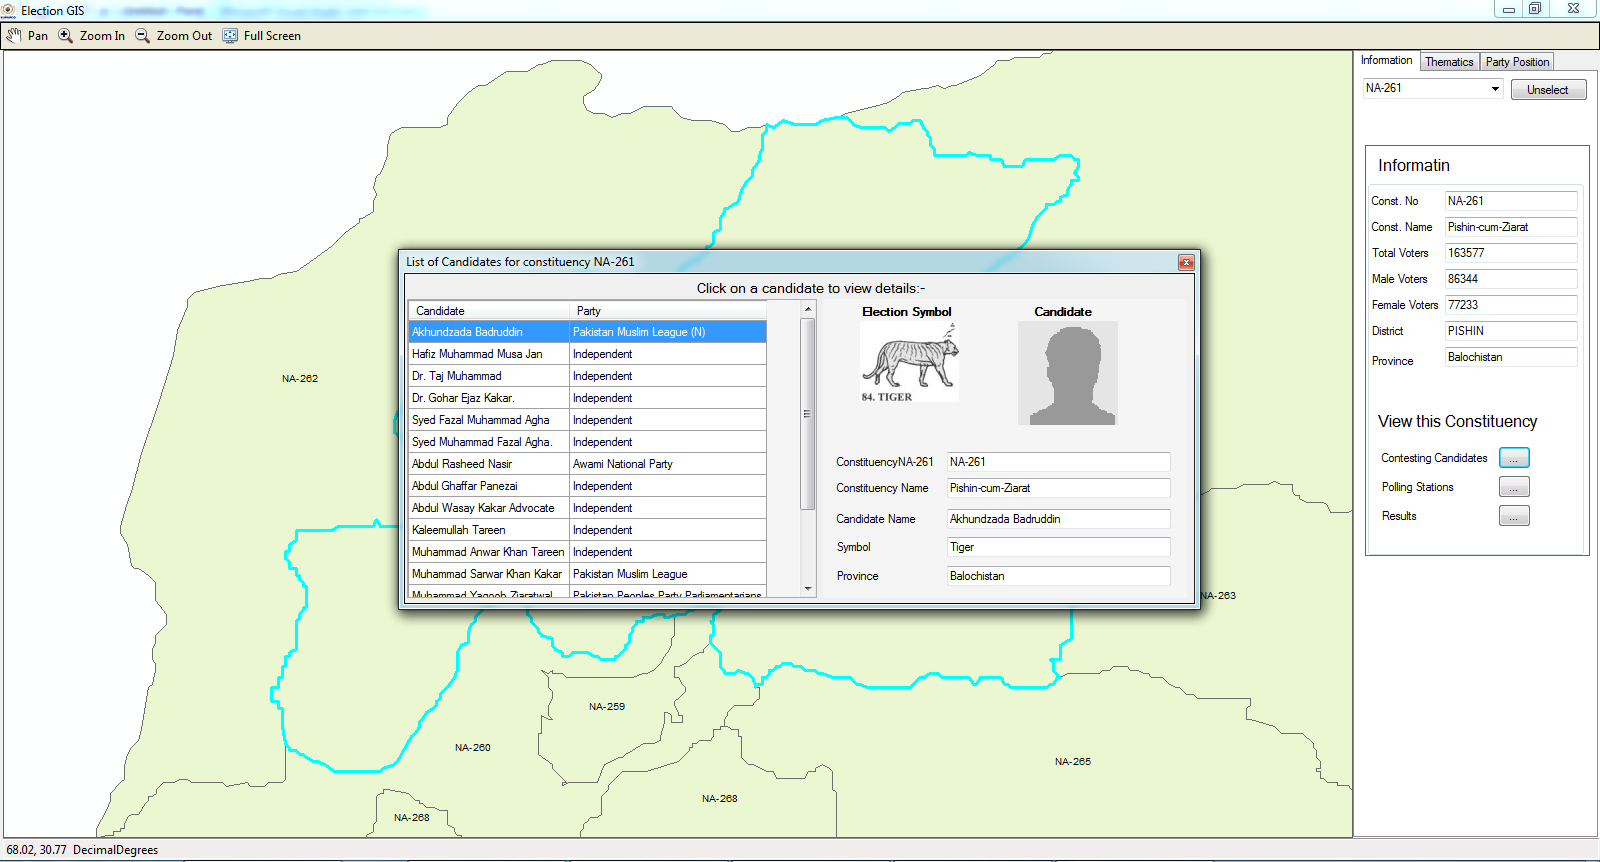 Election GIS
Pan Zoom In Zoom Out Full Screen
Information Thematics Party Position
NA-261 Unselect
Informatin
Const. No NA-261
Const. Name Pishin-cum-Ziarat
Total Voters 163577
Male Voters 86344
Female Voters 77233
District PISHIN
Province Balochistan
View this Constituency
Contesting Candidates ...
Polling Stations ...
Results ...
List of Candidates for constituency NA-261
Click on a candidate to view details:-
Candidate Party
Akhundzada Badruddin Pakistan Muslim League (N)
Hafiz Muhammad Musa Jan Independent
Dr. Taj Muhammad Independent
Dr. Gohar Ejaz Kakar. Independent
Syed Fazal Muhammad Agha Independent
Syed Muhammad Fazal Agha. Independent
Abdul Rasheed Nasir Awami National Party
Abdul Ghaffar Panezai Independent
Abdul Wasay Kakar Advocate Independent
Kaleemullah Tareen Independent
Muhammad Anwar Khan Tareen Independent
Muhammad Sarwar Khan Kakar Pakistan Muslim League
Muhammad Yaqoob Ziaratwal Pakistan Peoples Party Parliamentarians
Election Symbol Candidate
84. TIGER
ConstituencyNA-261 NA-261
Constituency Name Pishin-cum-Ziarat
Candidate Name Akhundzada Badruddin
Symbol Tiger
Province Balochistan
NA-262
NA-263
NA-259
NA-260
NA-265
NA-268
NA-268
68.02, 30.77 DecimalDegrees